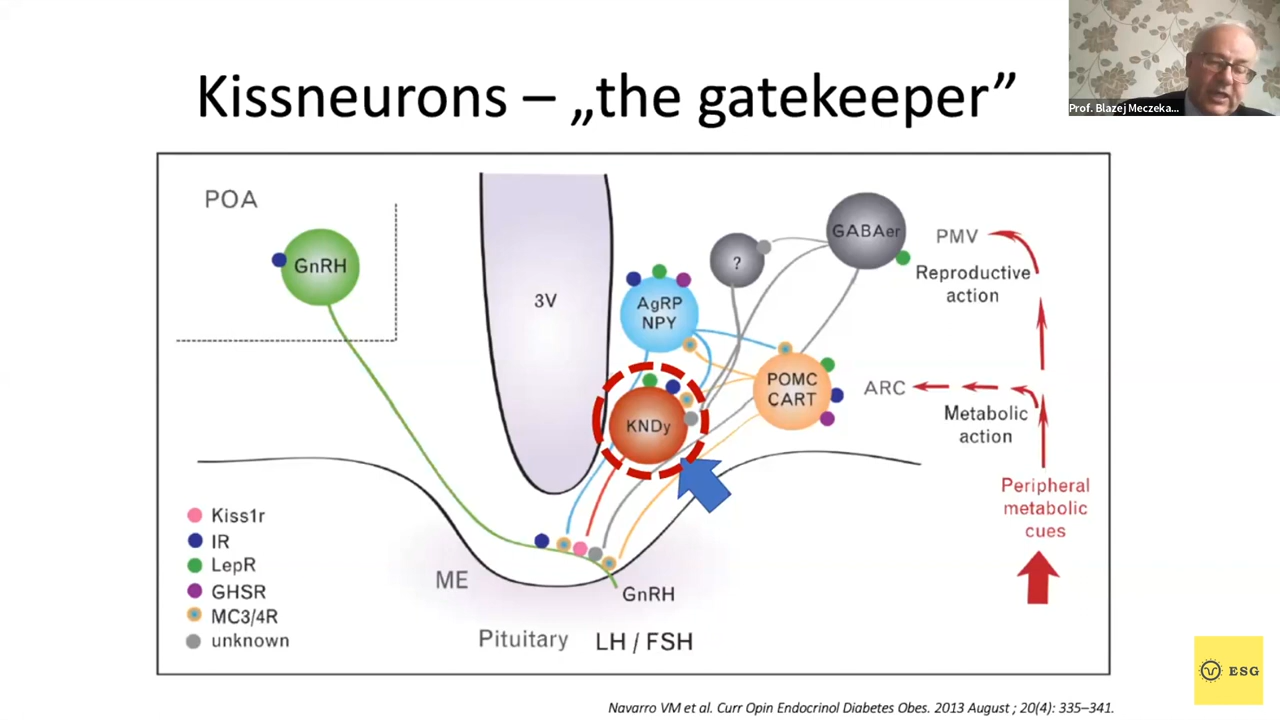 Kissneurons – „the gatekeeper”
Prof. Blazej Meczeka...
POA
GnRH
3V
?
GABAer
PMV
Reproductive
action
AgRP
NPY
POMC
CART
ARC
Metabolic
action
KNDy
Peripheral
metabolic
cues
Kiss1r
IR
LepR
GHSR
MC3/4R
unknown
ME
GnRH
Pituitary LH / FSH
ESG
Navarro VM et al. Curr Opin Endocrinol Diabetes Obes. 2013 August ; 20(4): 335–341.